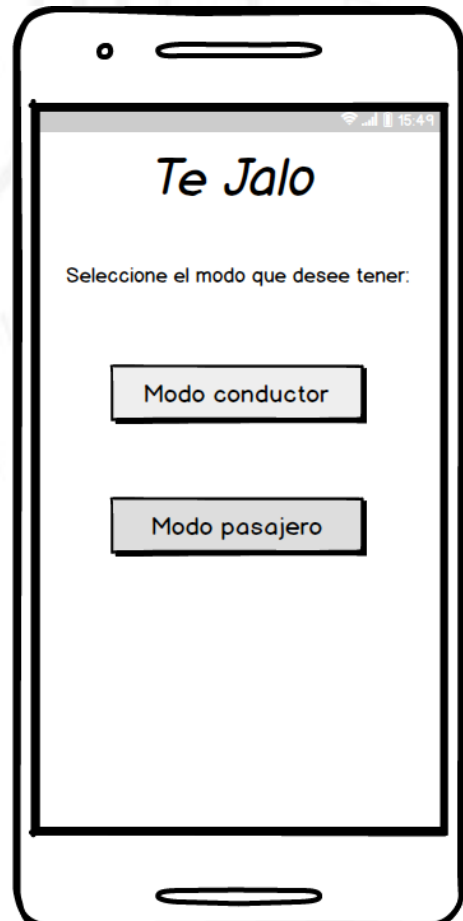 15:49
Te Jalo
Seleccione el modo que desee tener:
Modo conductor
Modo pasajero